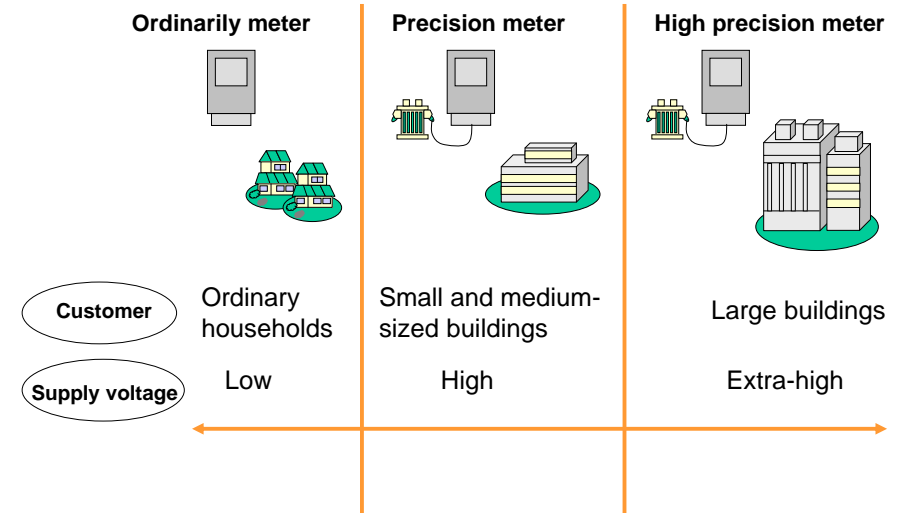 Ordinarily meter
Precision meter
High precision meter
Customer
Ordinary
households
Small and medium-
sized buildings
Large buildings
Supply voltage
Low
High
Extra-high